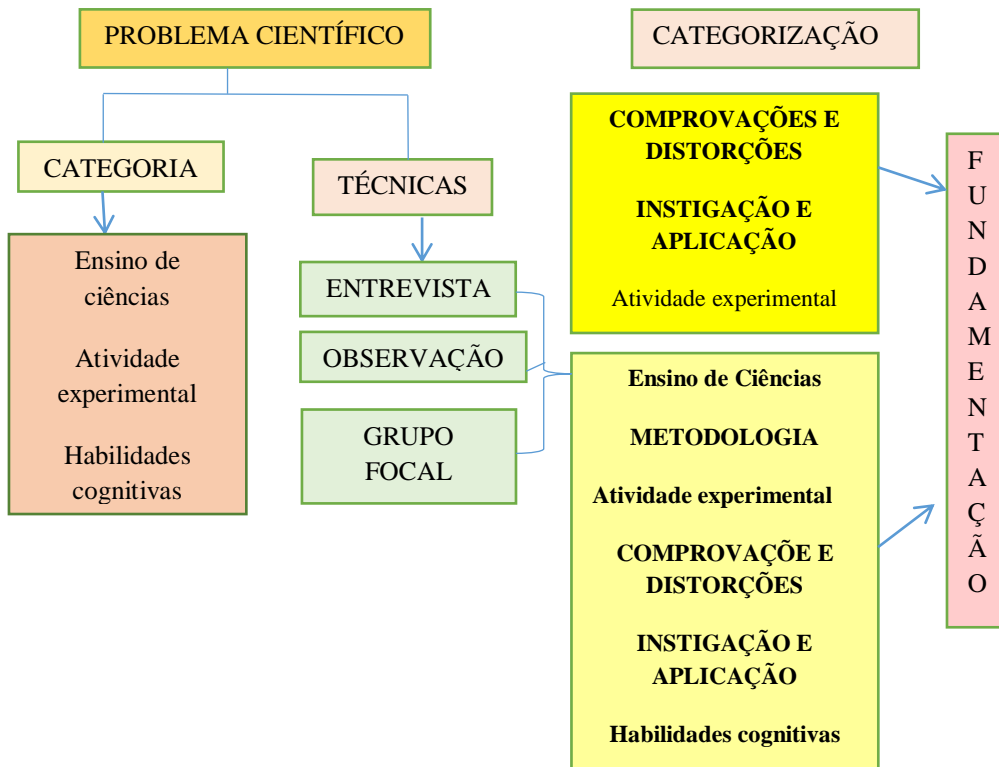 PROBLEMA CIENTÍFICO
CATEGORIZAÇÃO
CATEGORIA
TÉCNICAS
Ensino de
ciências
Atividade
experimental
Habilidades
cognitivas
ENTREVISTA
OBSERVAÇÃO
GRUPO
FOCAL
COMPROVAÇÕES E
DISTORÇÕES
INSTIGAÇÃO E
APLICAÇÃO
Atividade experimental
Ensino de Ciências
METODOLOGIA
Atividade experimental
COMPROVAÇÕE E
DISTORÇÕES
INSTIGAÇÃO E
APLICAÇÃO
Habilidades cognitivas
F
U
N
D
A
M
E
N
T
A
Ç
Ã
O